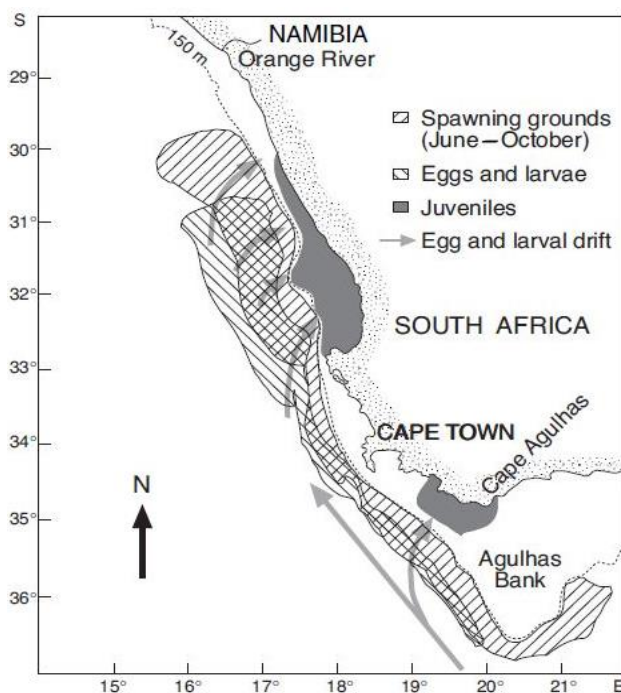 S
NAMIBIA
Orange River
150 m
29°
30°
31°
32°
33°
34°
35°
36°
Spawning grounds
(June – October)
Eggs and larvae
Juveniles
Egg and larval drift
SOUTH AFRICA
CAPE TOWN
Cape Agulhas
N
Agulhas
Bank
15° 16° 17° 18° 19° 20° 21° E